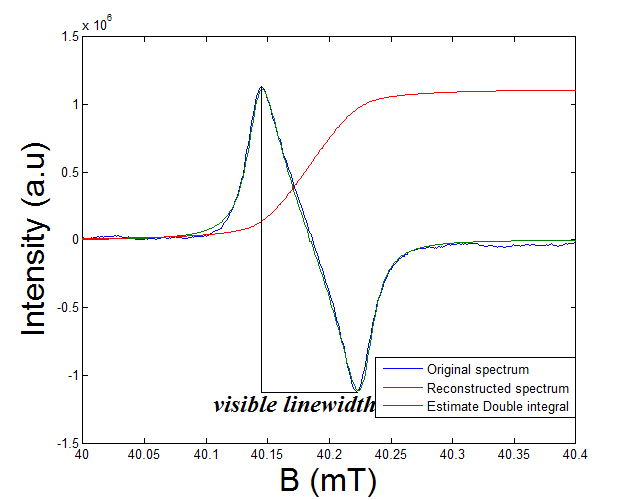 x 10^6
1.5
1
0.5
0
-0.5
-1
-1.5
Intensity (a.u)
Original spectrum
Reconstructed spectrum
Estimate Double integral
visible linewidth
40 40.05 40.1 40.15 40.2 40.25 40.3 40.35 40.4
B (mT)